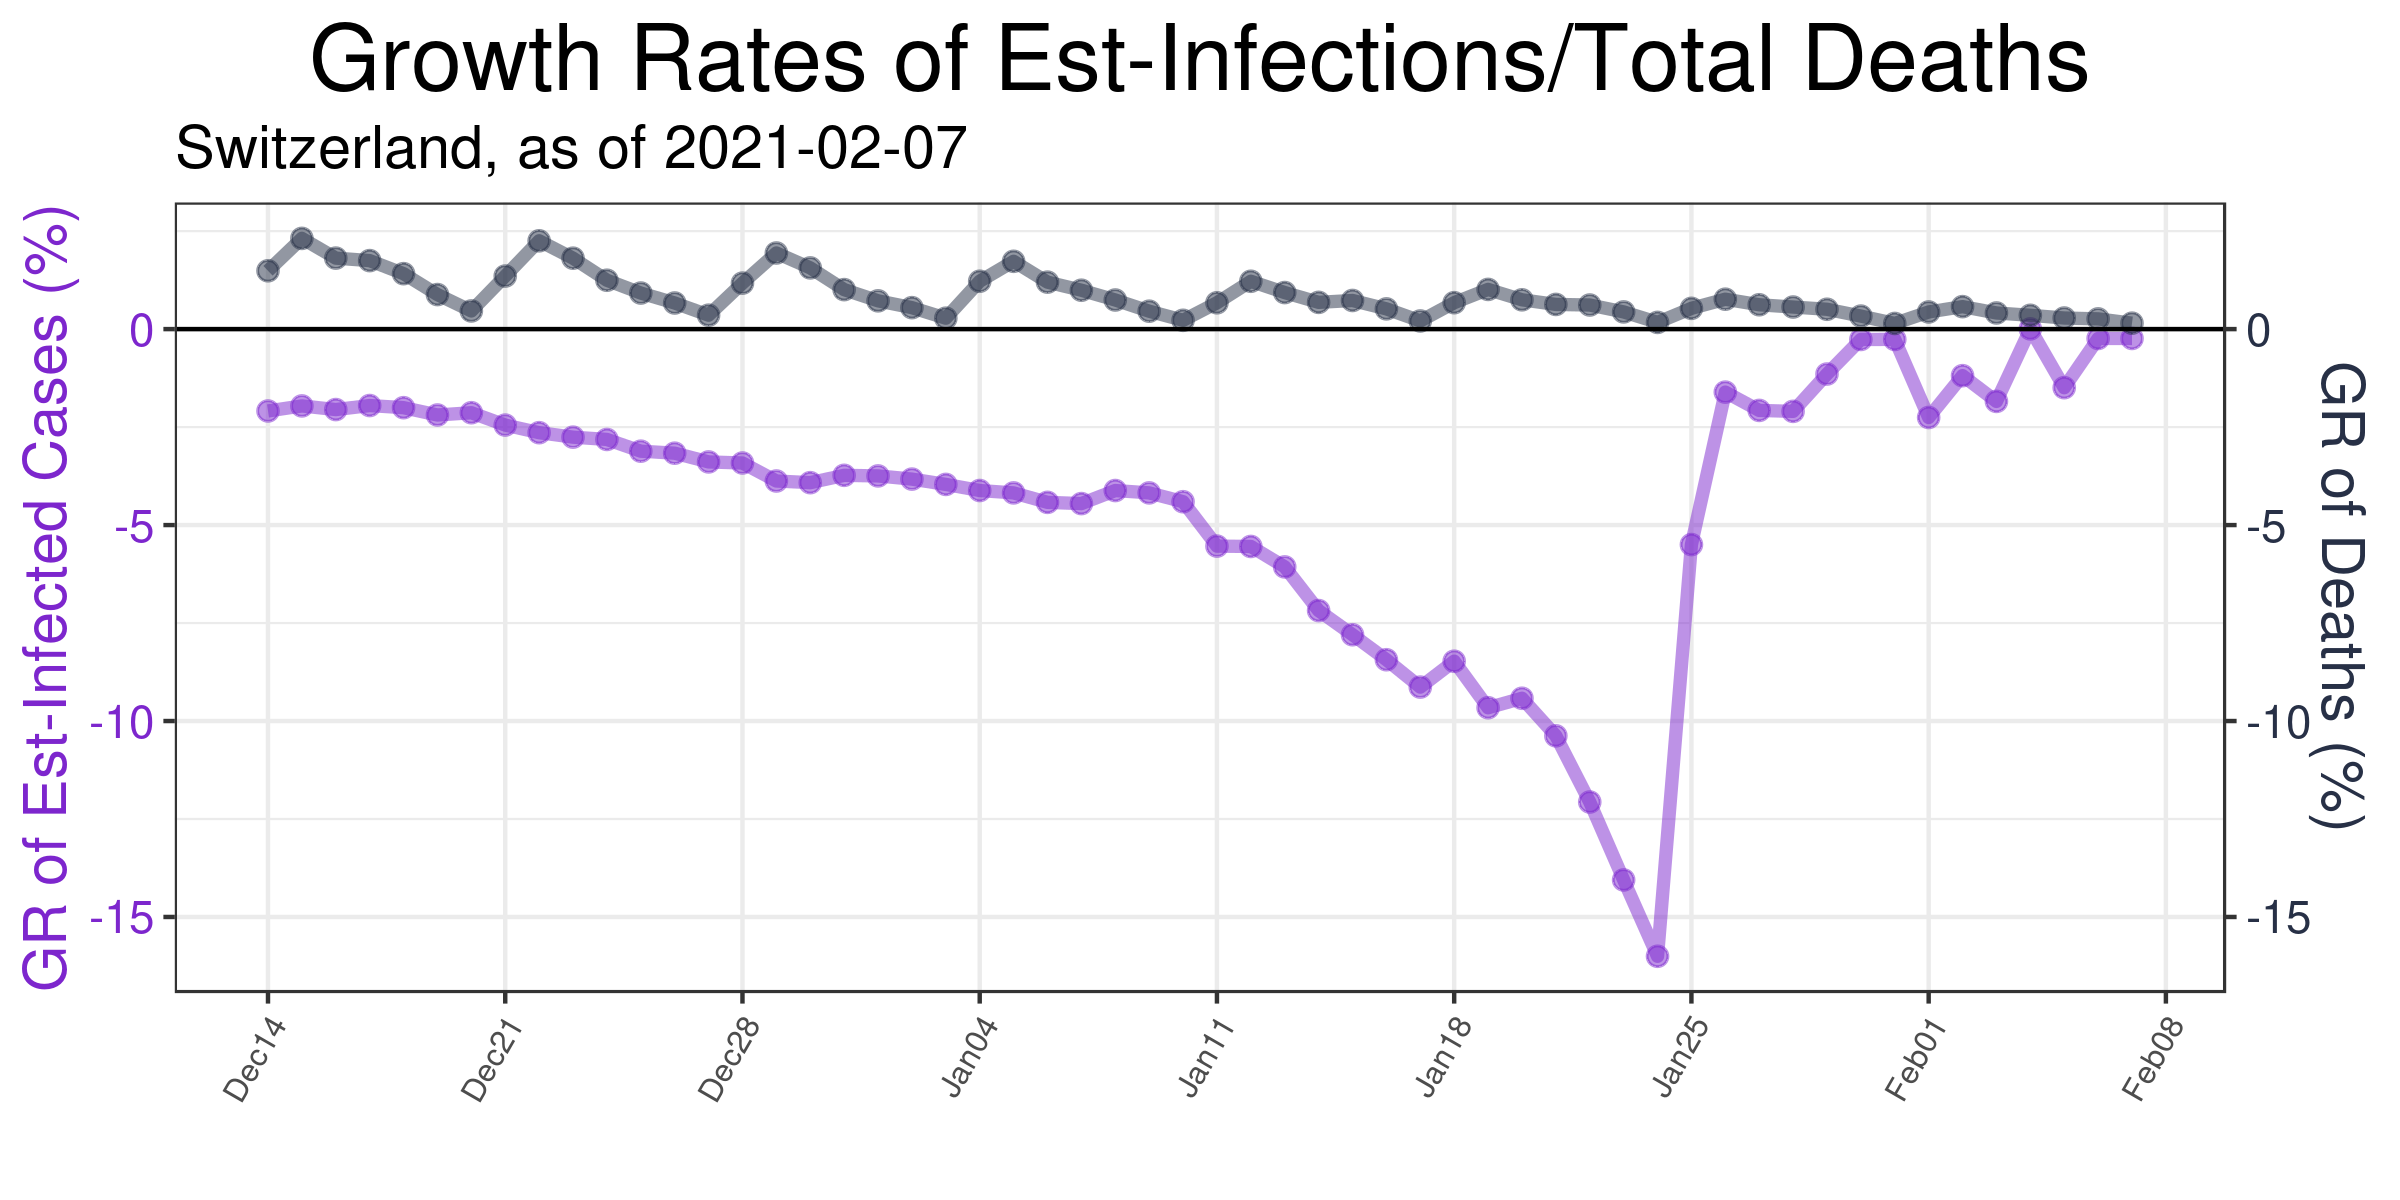 Growth Rates of Est-Infections/Total Deaths
Switzerland, as of 2021-02-07
GR of Est-Infected Cases (%)
0
-5
-10
-15
0
-5
-10
-15
GR of Deaths (%)
Dec14
Dec21
Dec28
Jan04
Jan11
Jan18
Jan25
Feb01
Feb08